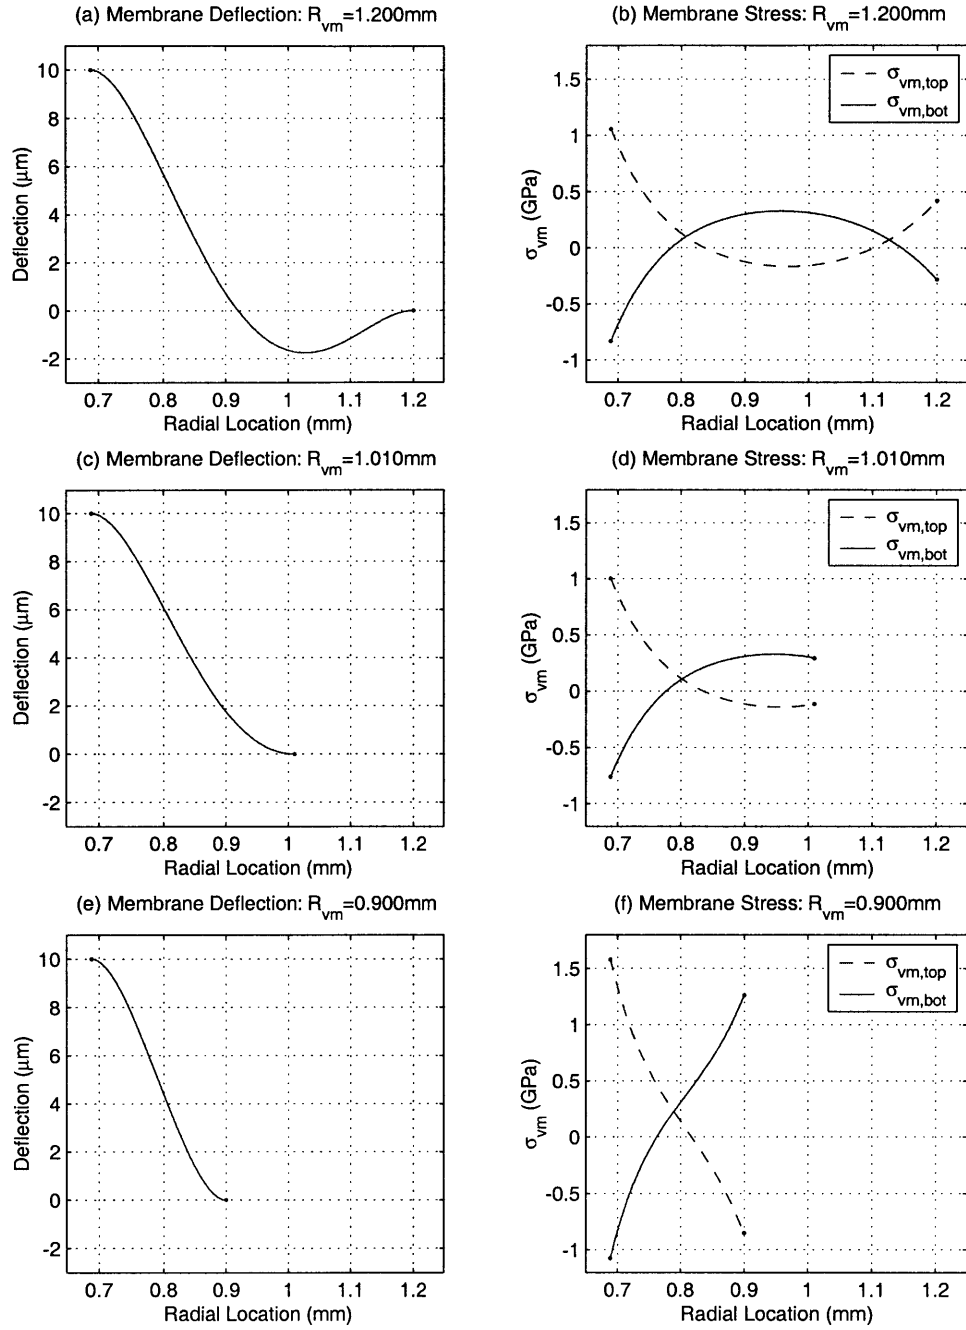 (a) Membrane Deflection: R_vm=1.200mm
10
8
6
4
2
0
-2
Deflection (μm)
0.7 0.8 0.9 1 1.1 1.2
Radial Location (mm)
(b) Membrane Stress: R_vm=1.200mm
1.5
1
0.5
0
-0.5
-1
σ_vm (GPa)
σ_vm,top
σ_vm,bot
0.7 0.8 0.9 1 1.1 1.2
Radial Location (mm)
(c) Membrane Deflection: R_vm=1.010mm
10
8
6
4
2
0
-2
Deflection (μm)
0.7 0.8 0.9 1 1.1 1.2
Radial Location (mm)
(d) Membrane Stress: R_vm=1.010mm
1.5
1
0.5
0
-0.5
-1
σ_vm (GPa)
σ_vm,top
σ_vm,bot
0.7 0.8 0.9 1 1.1 1.2
Radial Location (mm)
(e) Membrane Deflection: R_vm=0.900mm
10
8
6
4
2
0
-2
Deflection (μm)
0.7 0.8 0.9 1 1.1 1.2
Radial Location (mm)
(f) Membrane Stress: R_vm=0.900mm
1.5
1
0.5
0
-0.5
-1
σ_vm (GPa)
σ_vm,top
σ_vm,bot
0.7 0.8 0.9 1 1.1 1.2
Radial Location (mm)